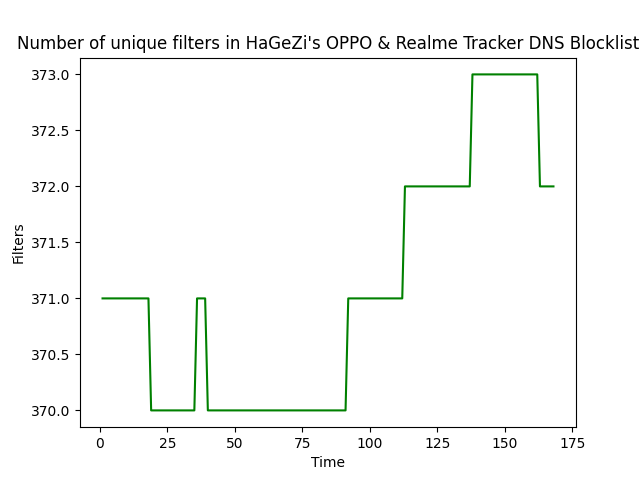 Number of unique filters in HaGeZi's OPPO & Realme Tracker DNS Blocklist
373.0
372.5
372.0
371.5
371.0
370.5
370.0
Filters
0 25 50 75 100 125 150 175
Time